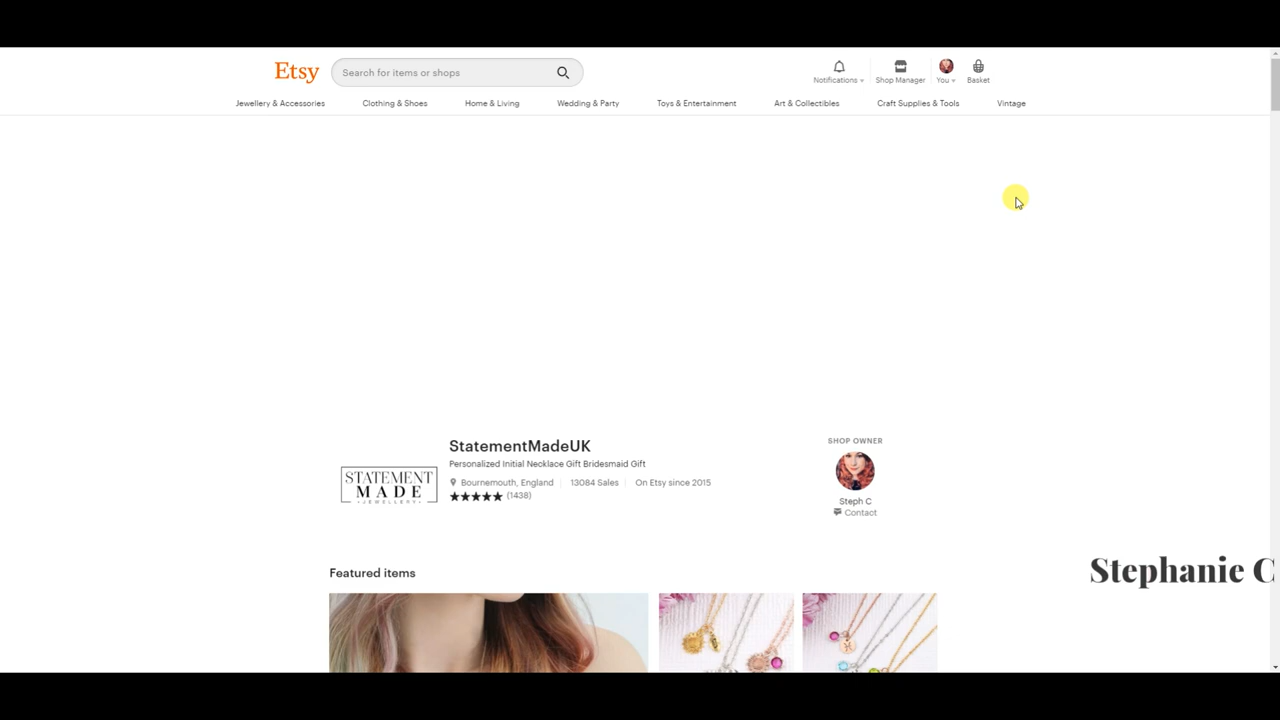 Etsy
Search for items or shops
Notifications
Shop Manager
You
Basket
Jewellery & Accessories
Clothing & Shoes
Home & Living
Wedding & Party
Toys & Entertainment
Art & Collectibles
Craft Supplies & Tools
Vintage
StatementMadeUK
Personalized Initial Necklace Gift Bridesmaid Gift
Bournemouth, England
13084 Sales
On Etsy since 2015
(1438)
STATEMENT
MADE
JEWELLERY
SHOP OWNER
Steph C
Contact
Stephanie C
Featured items